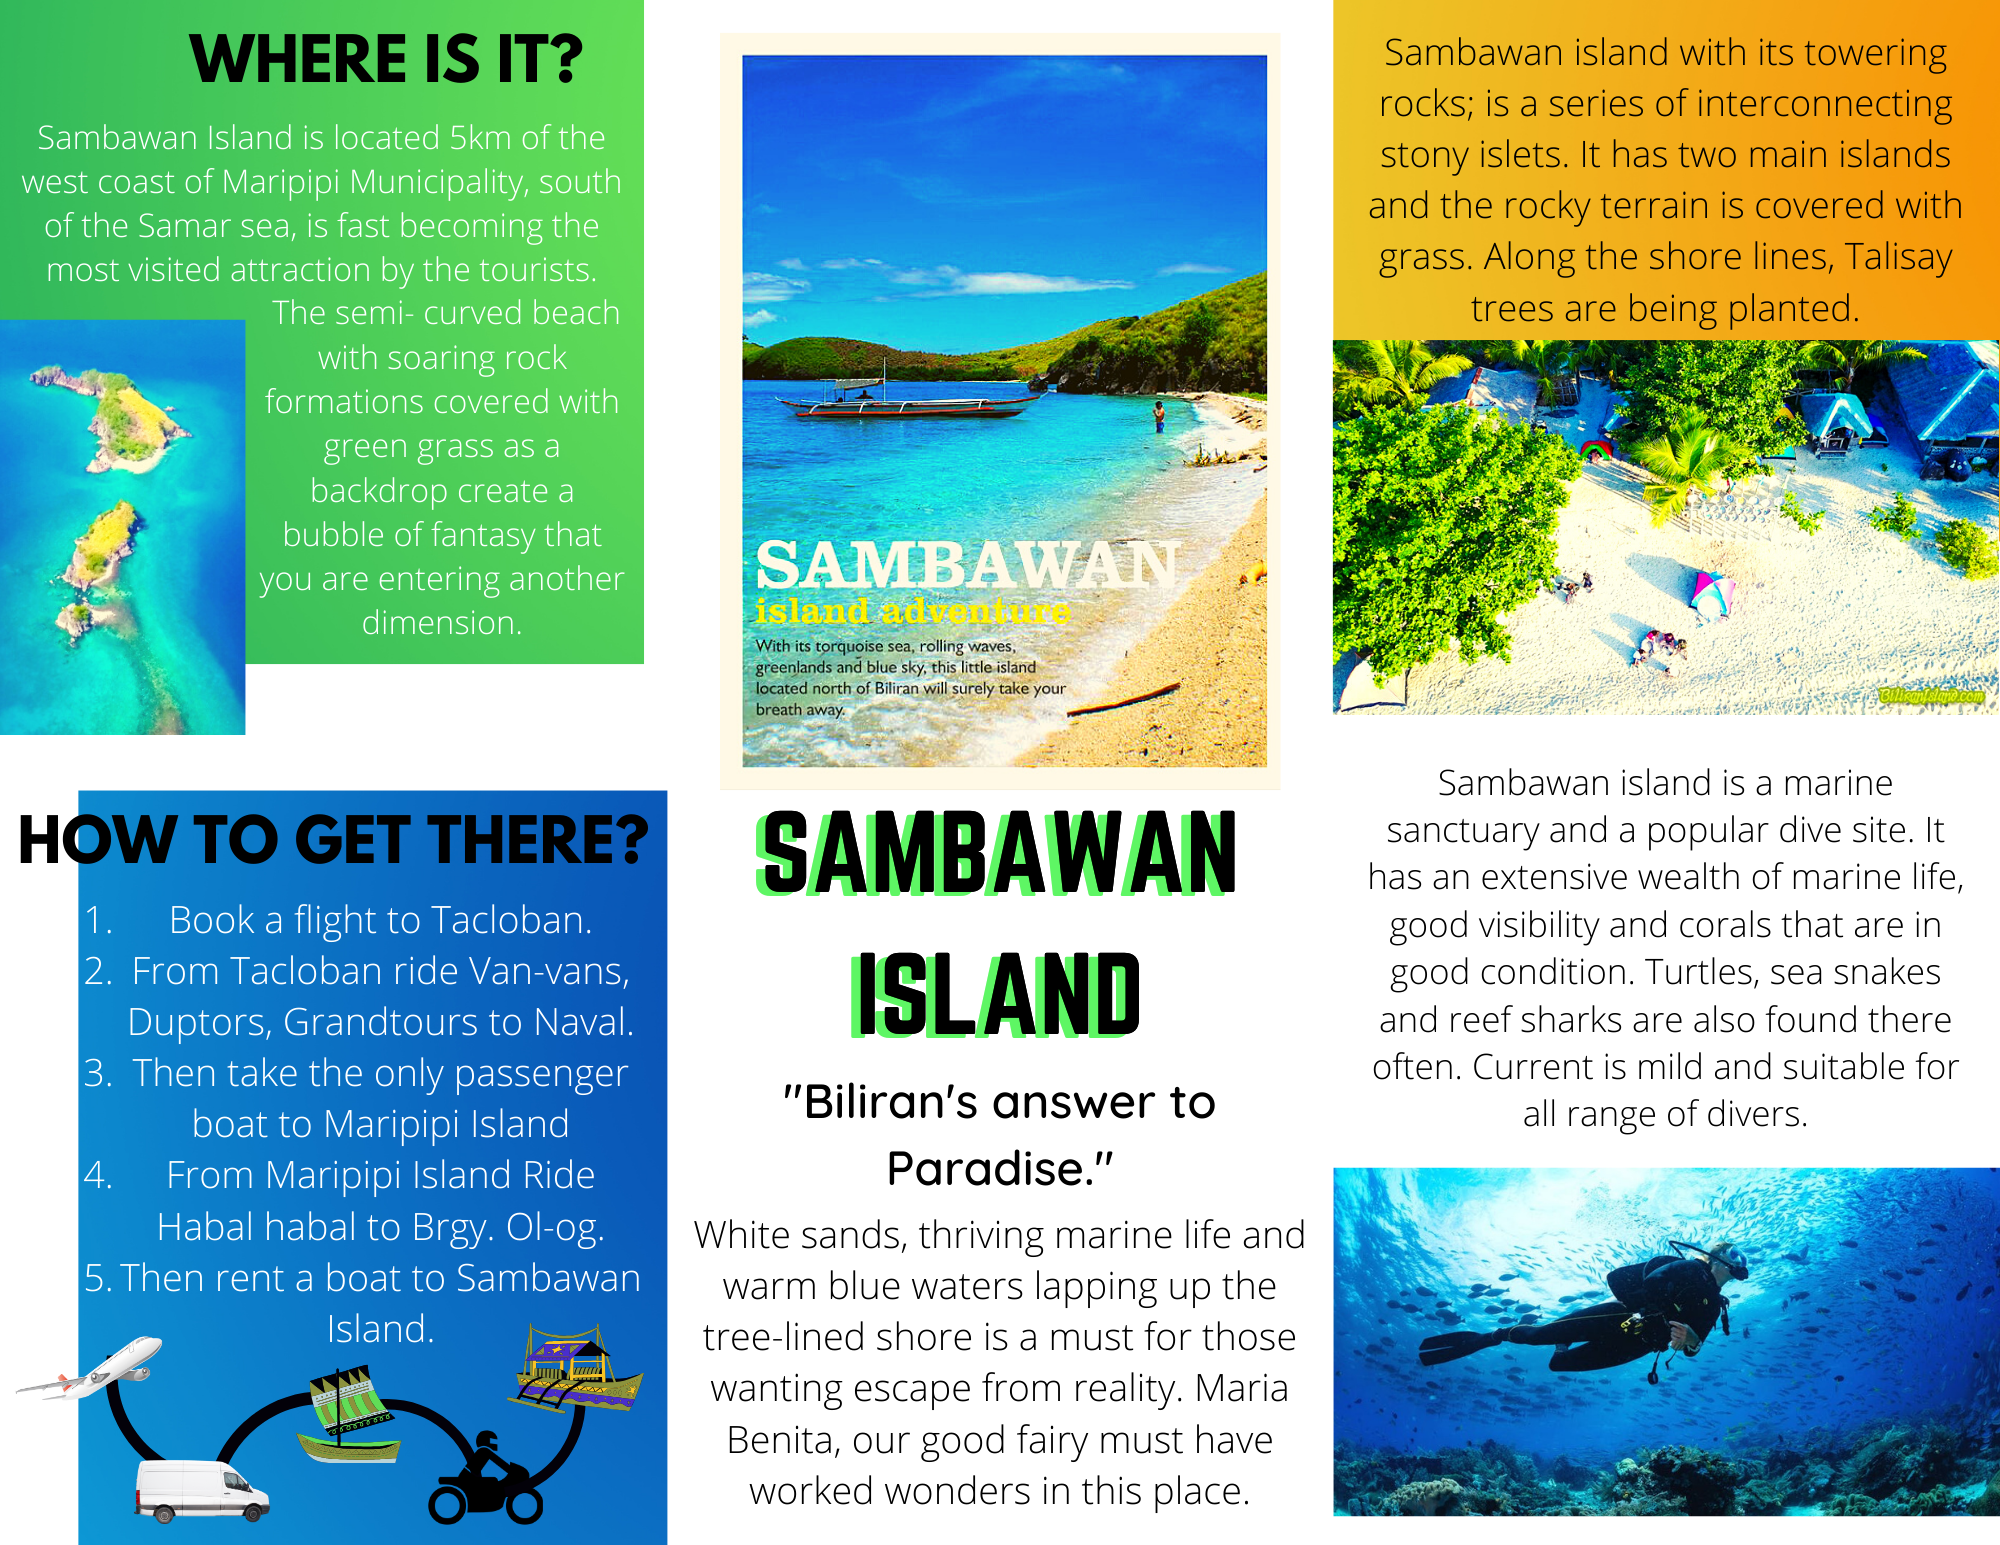 WHERE IS IT?
Sambawan Island is located 5km of the
west coast of Maripipi Municipality, south
of the Samar sea, is fast becoming the
most visited attraction by the tourists.
The semi- curved beach
with soaring rock
formations covered with
green grass as a
backdrop create a
bubble of fantasy that
you are entering another
dimension.
HOW TO GET THERE?
1. Book a flight to Tacloban.
2. From Tacloban ride Van-vans,
Duptors, Grandtours to Naval.
3. Then take the only passenger
boat to Maripipi Island
4. From Maripipi Island Ride
Habal habal to Brgy. Ol-og.
5. Then rent a boat to Sambawan
Island.
SAMBAWAN
island adventure
With its torquoise sea, rolling waves,
greenlands and blue sky, this little island
located north of Biliran will surely take your
breath away.
SAMBAWAN
ISLAND
"Biliran's answer to
Paradise."
White sands, thriving marine life and
warm blue waters lapping up the
tree-lined shore is a must for those
wanting escape from reality. Maria
Benita, our good fairy must have
worked wonders in this place.
Sambawan island with its towering
rocks; is a series of interconnecting
stony islets. It has two main islands
and the rocky terrain is covered with
grass. Along the shore lines, Talisay
trees are being planted.
BiliranIsland.com
Sambawan island is a marine
sanctuary and a popular dive site. It
has an extensive wealth of marine life,
good visibility and corals that are in
good condition. Turtles, sea snakes
and reef sharks are also found there
often. Current is mild and suitable for
all range of divers.